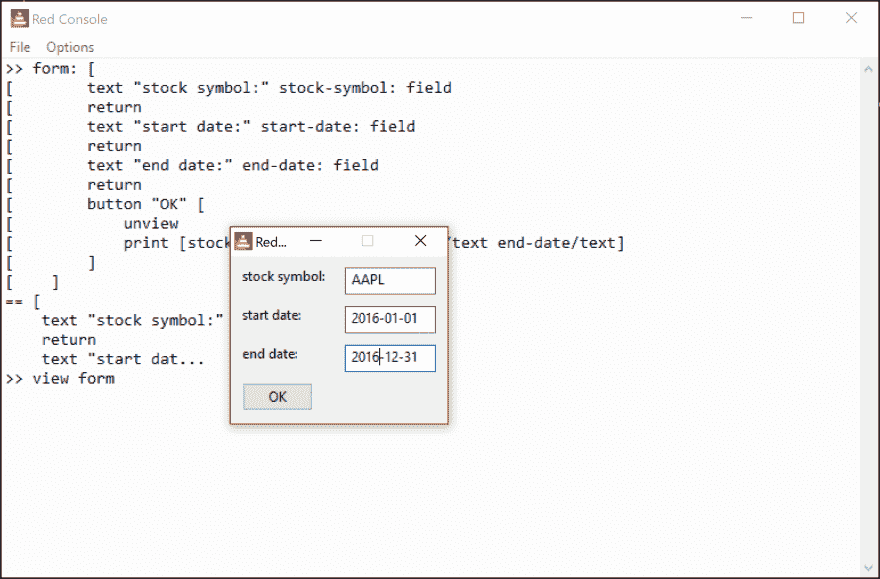 Red Console
File Options
>> form: [
[ text "stock symbol:" stock-symbol: field
[ return
[ text "start date:" start-date: field
[ return
[ text "end date:" end-date: field
[ return
[ button "OK" [
[ unview
[ print [stock /text end-date/text]
[ ]
[ ]
== [
text "stock symbol:"
return
text "start dat...
>> view form
Red...
stock symbol: AAPL
start date: 2016-01-01
end date: 2016-12-31
OK